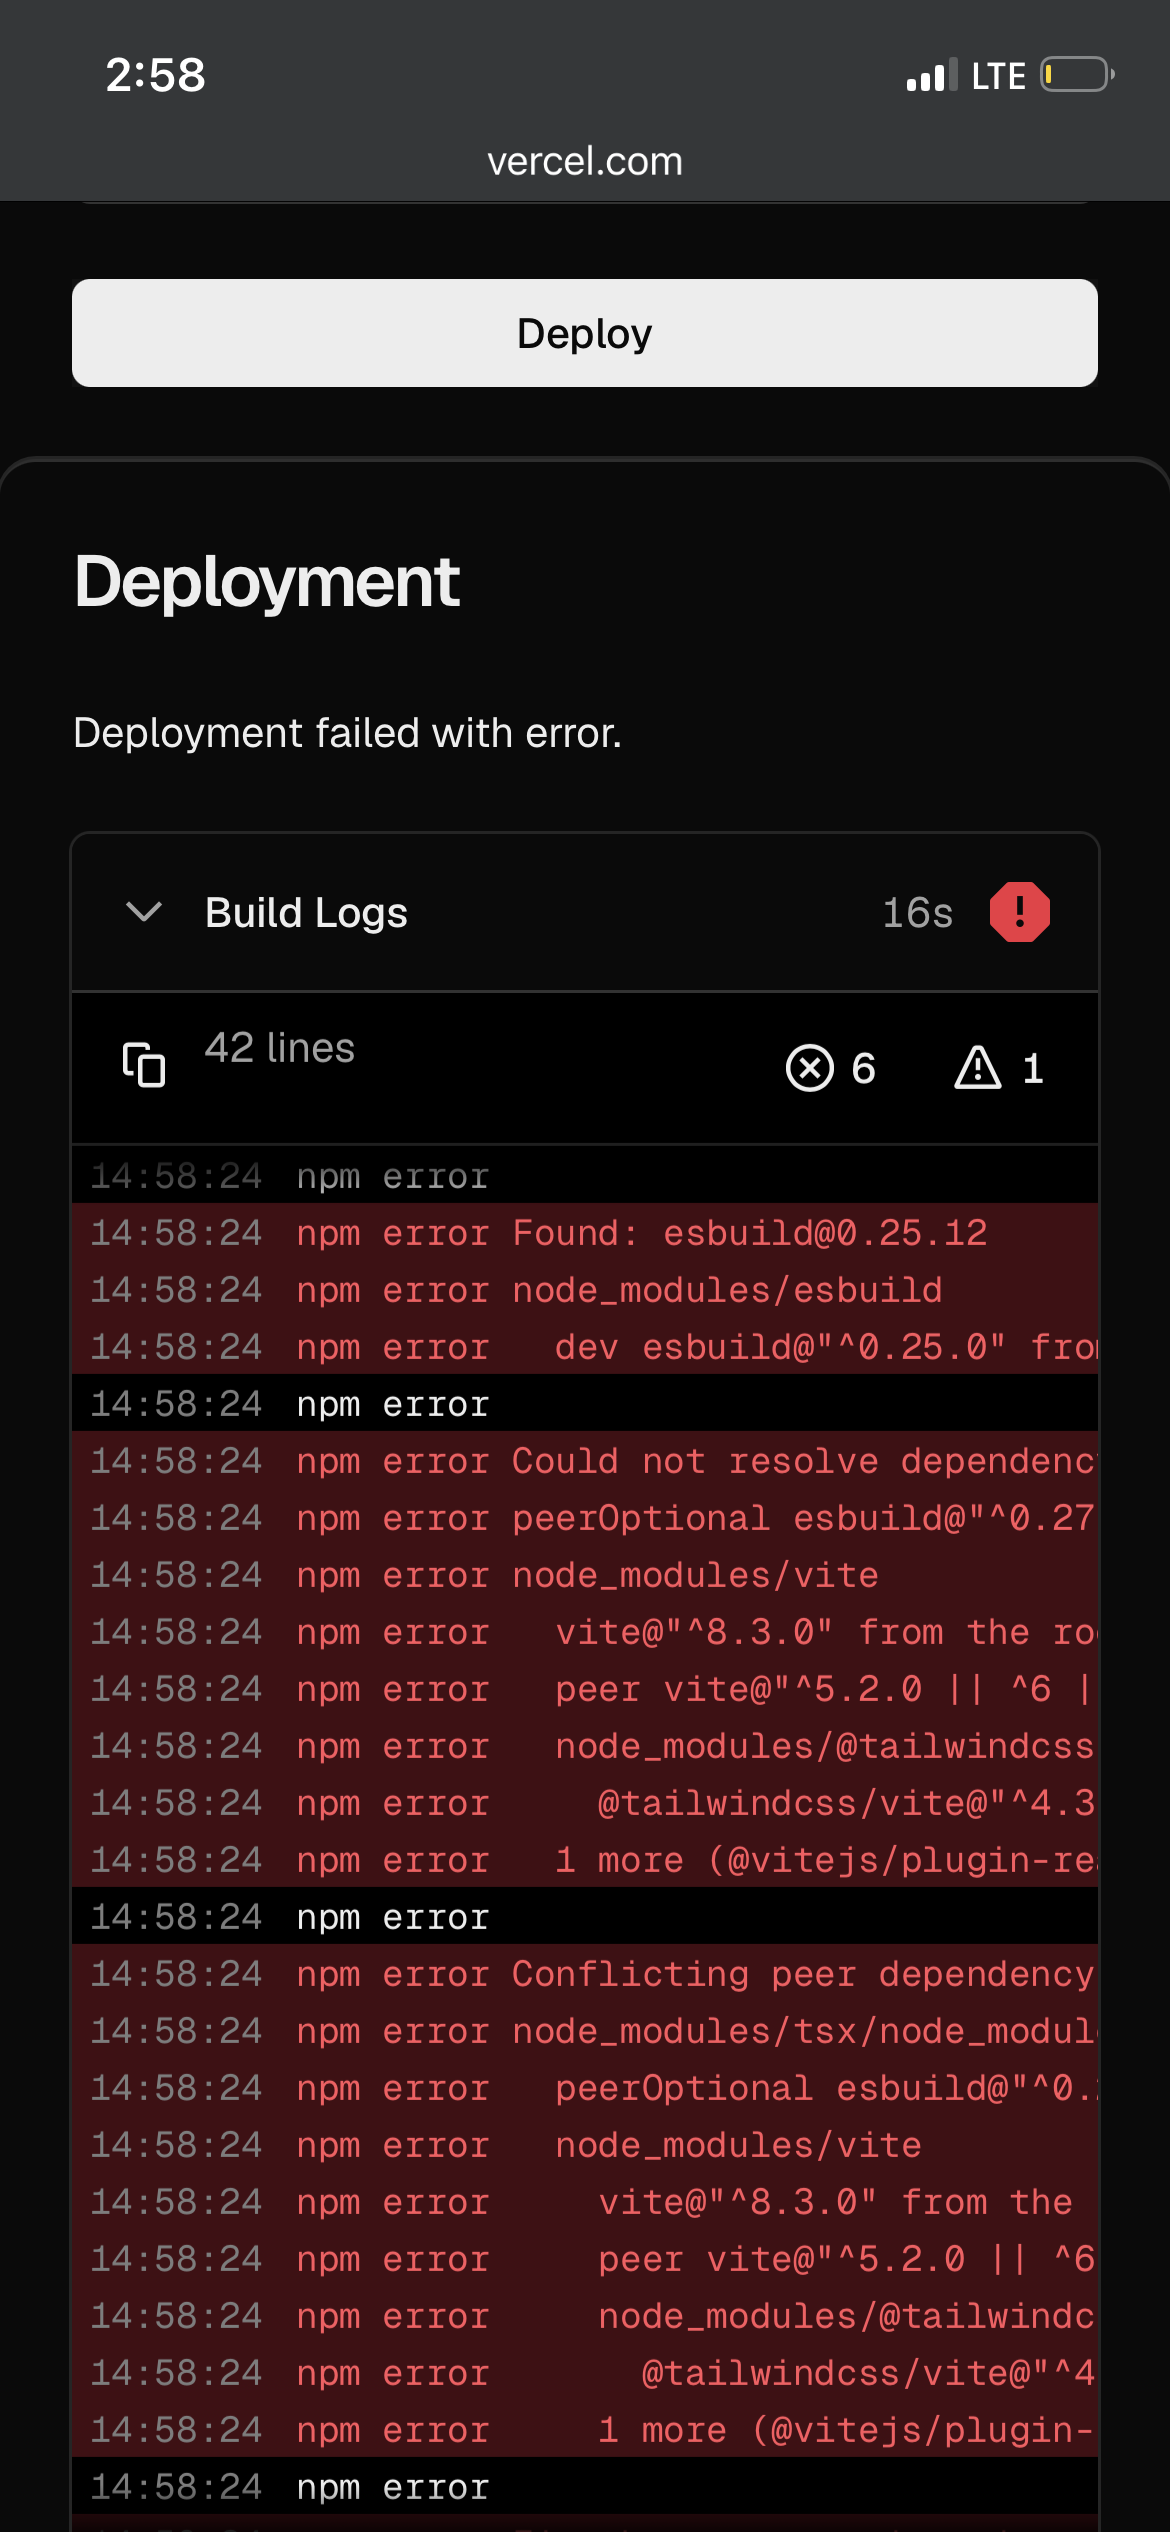 2:58
LTE
vercel.com
Deploy
Deployment
Deployment failed with error.
Build Logs 16s
42 lines 6 1
14:58:24 npm error
14:58:24 npm error Found: esbuild@0.25.12
14:58:24 npm error node_modules/esbuild
14:58:24 npm error dev esbuild@"^0.25.0" fro
14:58:24 npm error
14:58:24 npm error Could not resolve dependenc
14:58:24 npm error peerOptional esbuild@"^0.27
14:58:24 npm error node_modules/vite
14:58:24 npm error vite@"^8.3.0" from the ro
14:58:24 npm error peer vite@"^5.2.0 || ^6 |
14:58:24 npm error node_modules/@tailwindcss
14:58:24 npm error @tailwindcss/vite@"^4.3
14:58:24 npm error 1 more (@vitejs/plugin-re
14:58:24 npm error
14:58:24 npm error Conflicting peer dependency
14:58:24 npm error node_modules/tsx/node_modul
14:58:24 npm error peerOptional esbuild@"^0.
14:58:24 npm error node_modules/vite
14:58:24 npm error vite@"^8.3.0" from the
14:58:24 npm error peer vite@"^5.2.0 || ^6
14:58:24 npm error node_modules/@tailwindc
14:58:24 npm error @tailwindcss/vite@"^4
14:58:24 npm error 1 more (@vitejs/plugin-
14:58:24 npm error